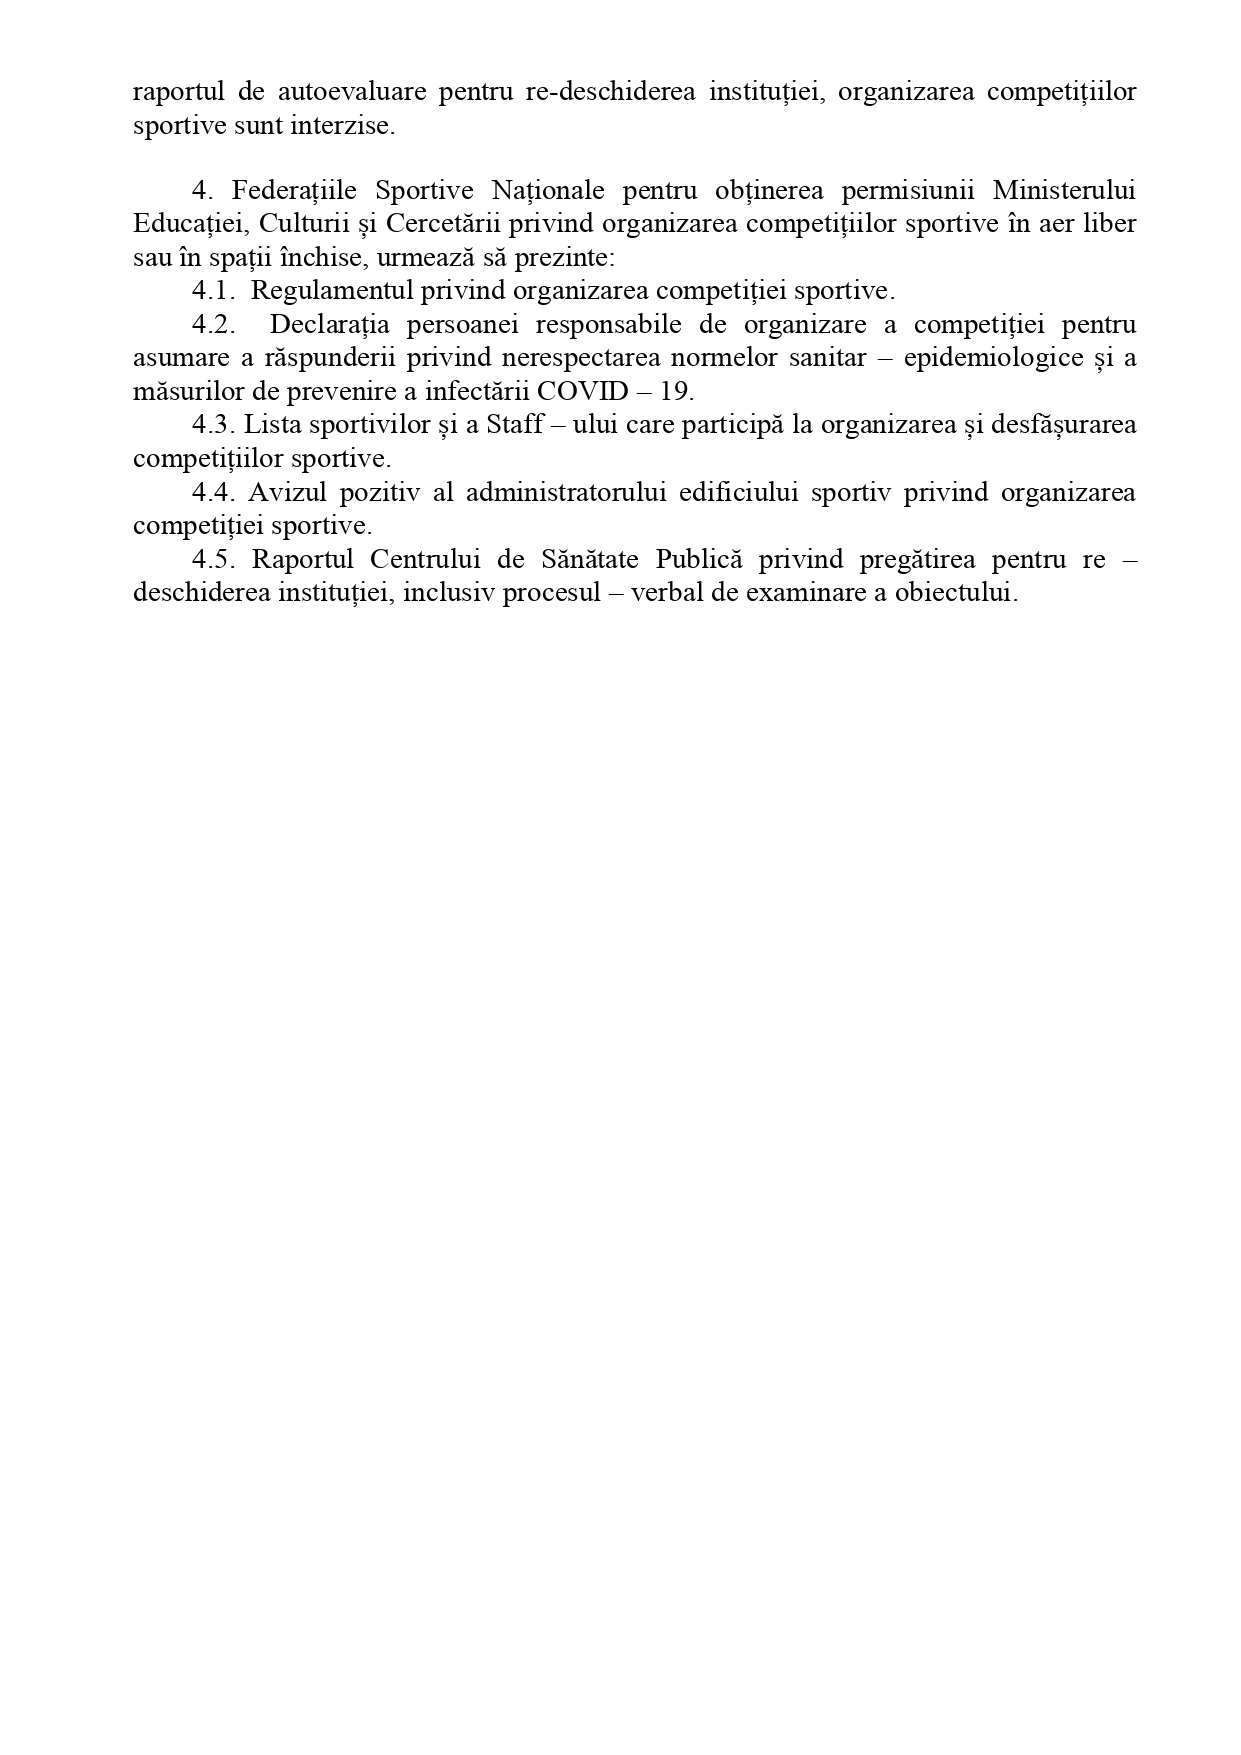 raportul de autoevaluare pentru re-deschiderea instituției, organizarea competițiilor
sportive sunt interzise.
4. Federațiile Sportive Naționale pentru obținerea permisiunii Ministerului
Educației, Culturii și Cercetării privind organizarea competițiilor sportive în aer liber
sau în spații închise, urmează să prezinte:
4.1. Regulamentul privind organizarea competiției sportive.
4.2. Declarația persoanei responsabile de organizare a competiției pentru
asumare a răspunderii privind nerespectarea normelor sanitar – epidemiologice și a
măsurilor de prevenire a infectării COVID – 19.
4.3. Lista sportivilor și a Staff – ului care participă la organizarea și desfășurarea
competițiilor sportive.
4.4. Avizul pozitiv al administratorului edificiului sportiv privind organizarea
competiției sportive.
4.5. Raportul Centrului de Sănătate Publică privind pregătirea pentru re –
deschiderea instituției, inclusiv procesul – verbal de examinare a obiectului.